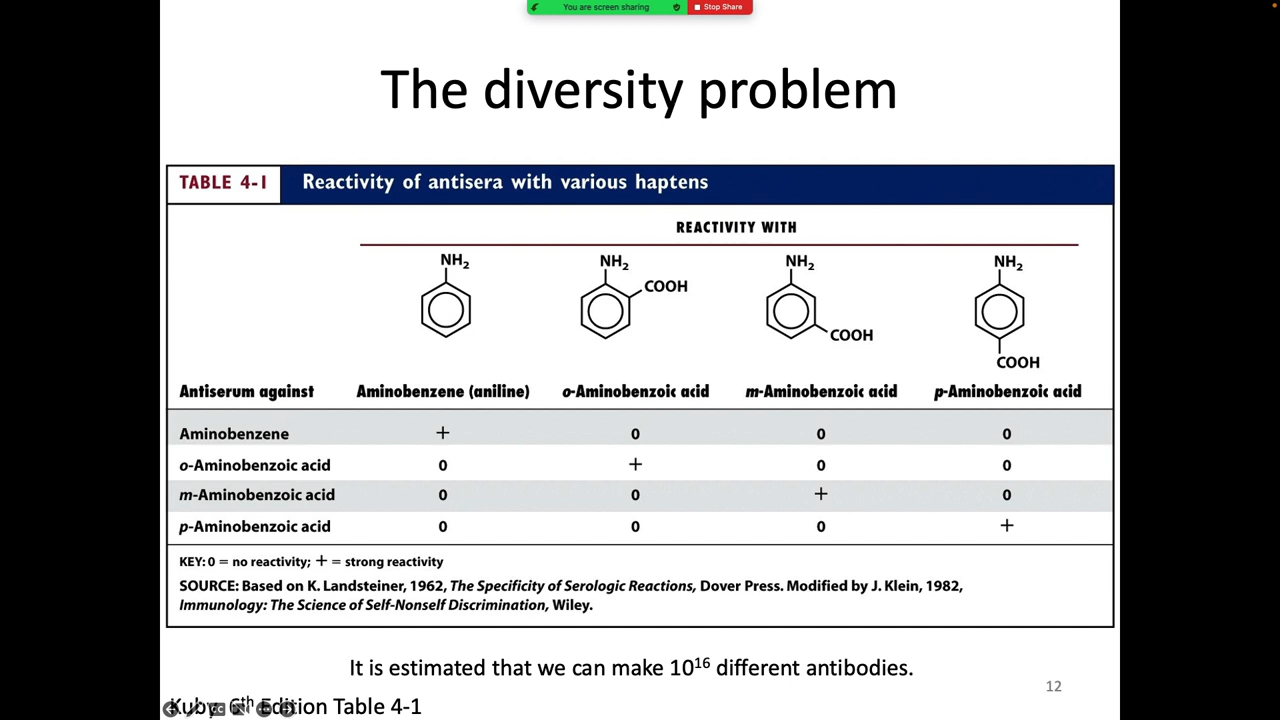 You are screen sharing
Stop Share
The diversity problem
TABLE 4-1 Reactivity of antisera with various haptens
REACTIVITY WITH
NH₂ NH₂ NH₂ NH₂
COOH
COOH
COOH
Antiserum against Aminobenzene (aniline) o-Aminobenzoic acid m-Aminobenzoic acid p-Aminobenzoic acid
Aminobenzene + 0 0 0
o-Aminobenzoic acid 0 + 0 0
m-Aminobenzoic acid 0 0 + 0
p-Aminobenzoic acid 0 0 0 +
KEY: 0 = no reactivity; + = strong reactivity
SOURCE: Based on K. Landsteiner, 1962, The Specificity of Serologic Reactions, Dover Press. Modified by J. Klein, 1982,
Immunology: The Science of Self-Nonself Discrimination, Wiley.
It is estimated that we can make 10¹⁶ different antibodies.
12
Kuby 6th Edition Table 4-1